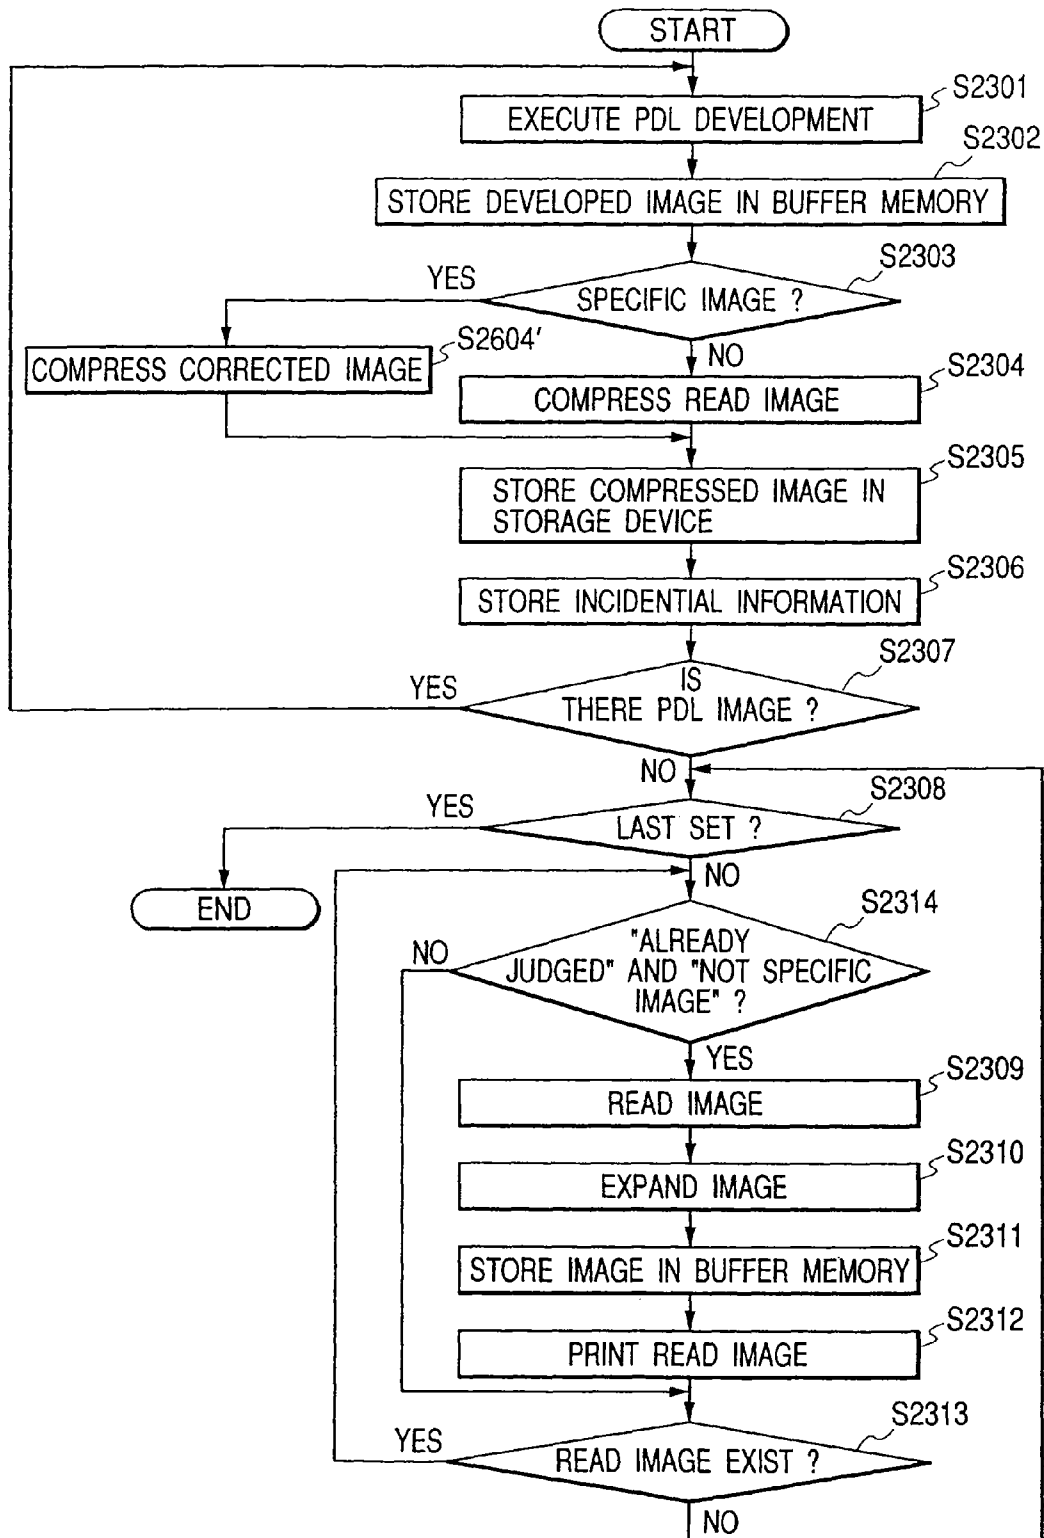 START
S2301
EXECUTE PDL DEVELOPMENT
S2302
STORE DEVELOPED IMAGE IN BUFFER MEMORY
S2303
YES
SPECIFIC IMAGE ?
S2604'
COMPRESS CORRECTED IMAGE
NO
S2304
COMPRESS READ IMAGE
S2305
STORE COMPRESSED IMAGE IN
STORAGE DEVICE
S2306
STORE INCIDENTIAL INFORMATION
S2307
YES
IS
THERE PDL IMAGE ?
NO
S2308
YES
LAST SET ?
NO
END
S2314
NO
"ALREADY
JUDGED" AND "NOT SPECIFIC
IMAGE" ?
YES
S2309
READ IMAGE
S2310
EXPAND IMAGE
S2311
STORE IMAGE IN BUFFER MEMORY
S2312
PRINT READ IMAGE
S2313
YES
READ IMAGE EXIST ?
NO